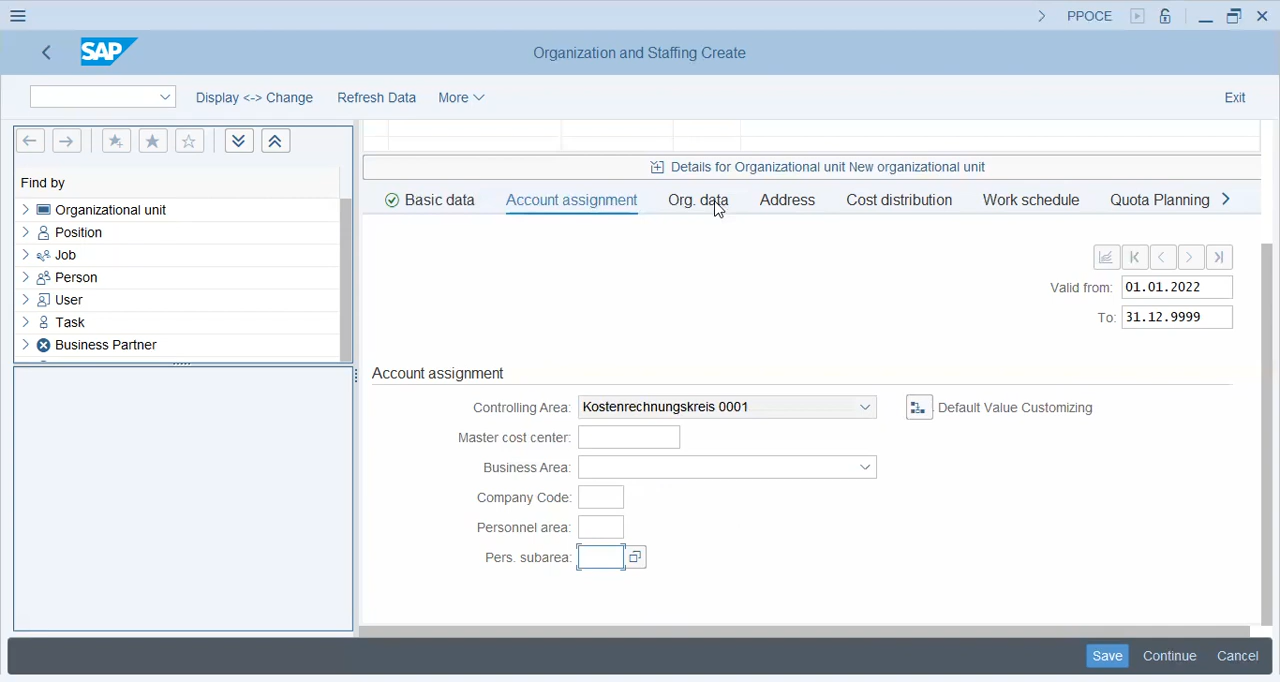 PPOCE
SAP
Organization and Staffing Create
Display <-> Change Refresh Data More Exit
Find by
Organizational unit
Position
Job
Person
User
Task
Business Partner
Details for Organizational unit New organizational unit
Basic data Account assignment Org. data Address Cost distribution Work schedule Quota Planning
Valid from: 01.01.2022
To: 31.12.9999
Account assignment
Controlling Area: Kostenrechnungskreis 0001 Default Value Customizing
Master cost center:
Business Area:
Company Code:
Personnel area:
Pers. subarea:
Save Continue Cancel